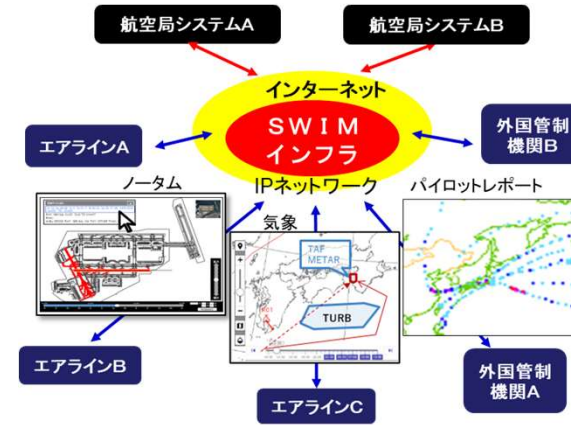 航空局システムA
航空局システムB
インターネット
SWIM
インフラ
IPネットワーク
エアラインA
外国管制
機関B
ノータム
気象
パイロットレポート
TAF
METAR
TURB
エアラインB
エアラインC
外国管制
機関A